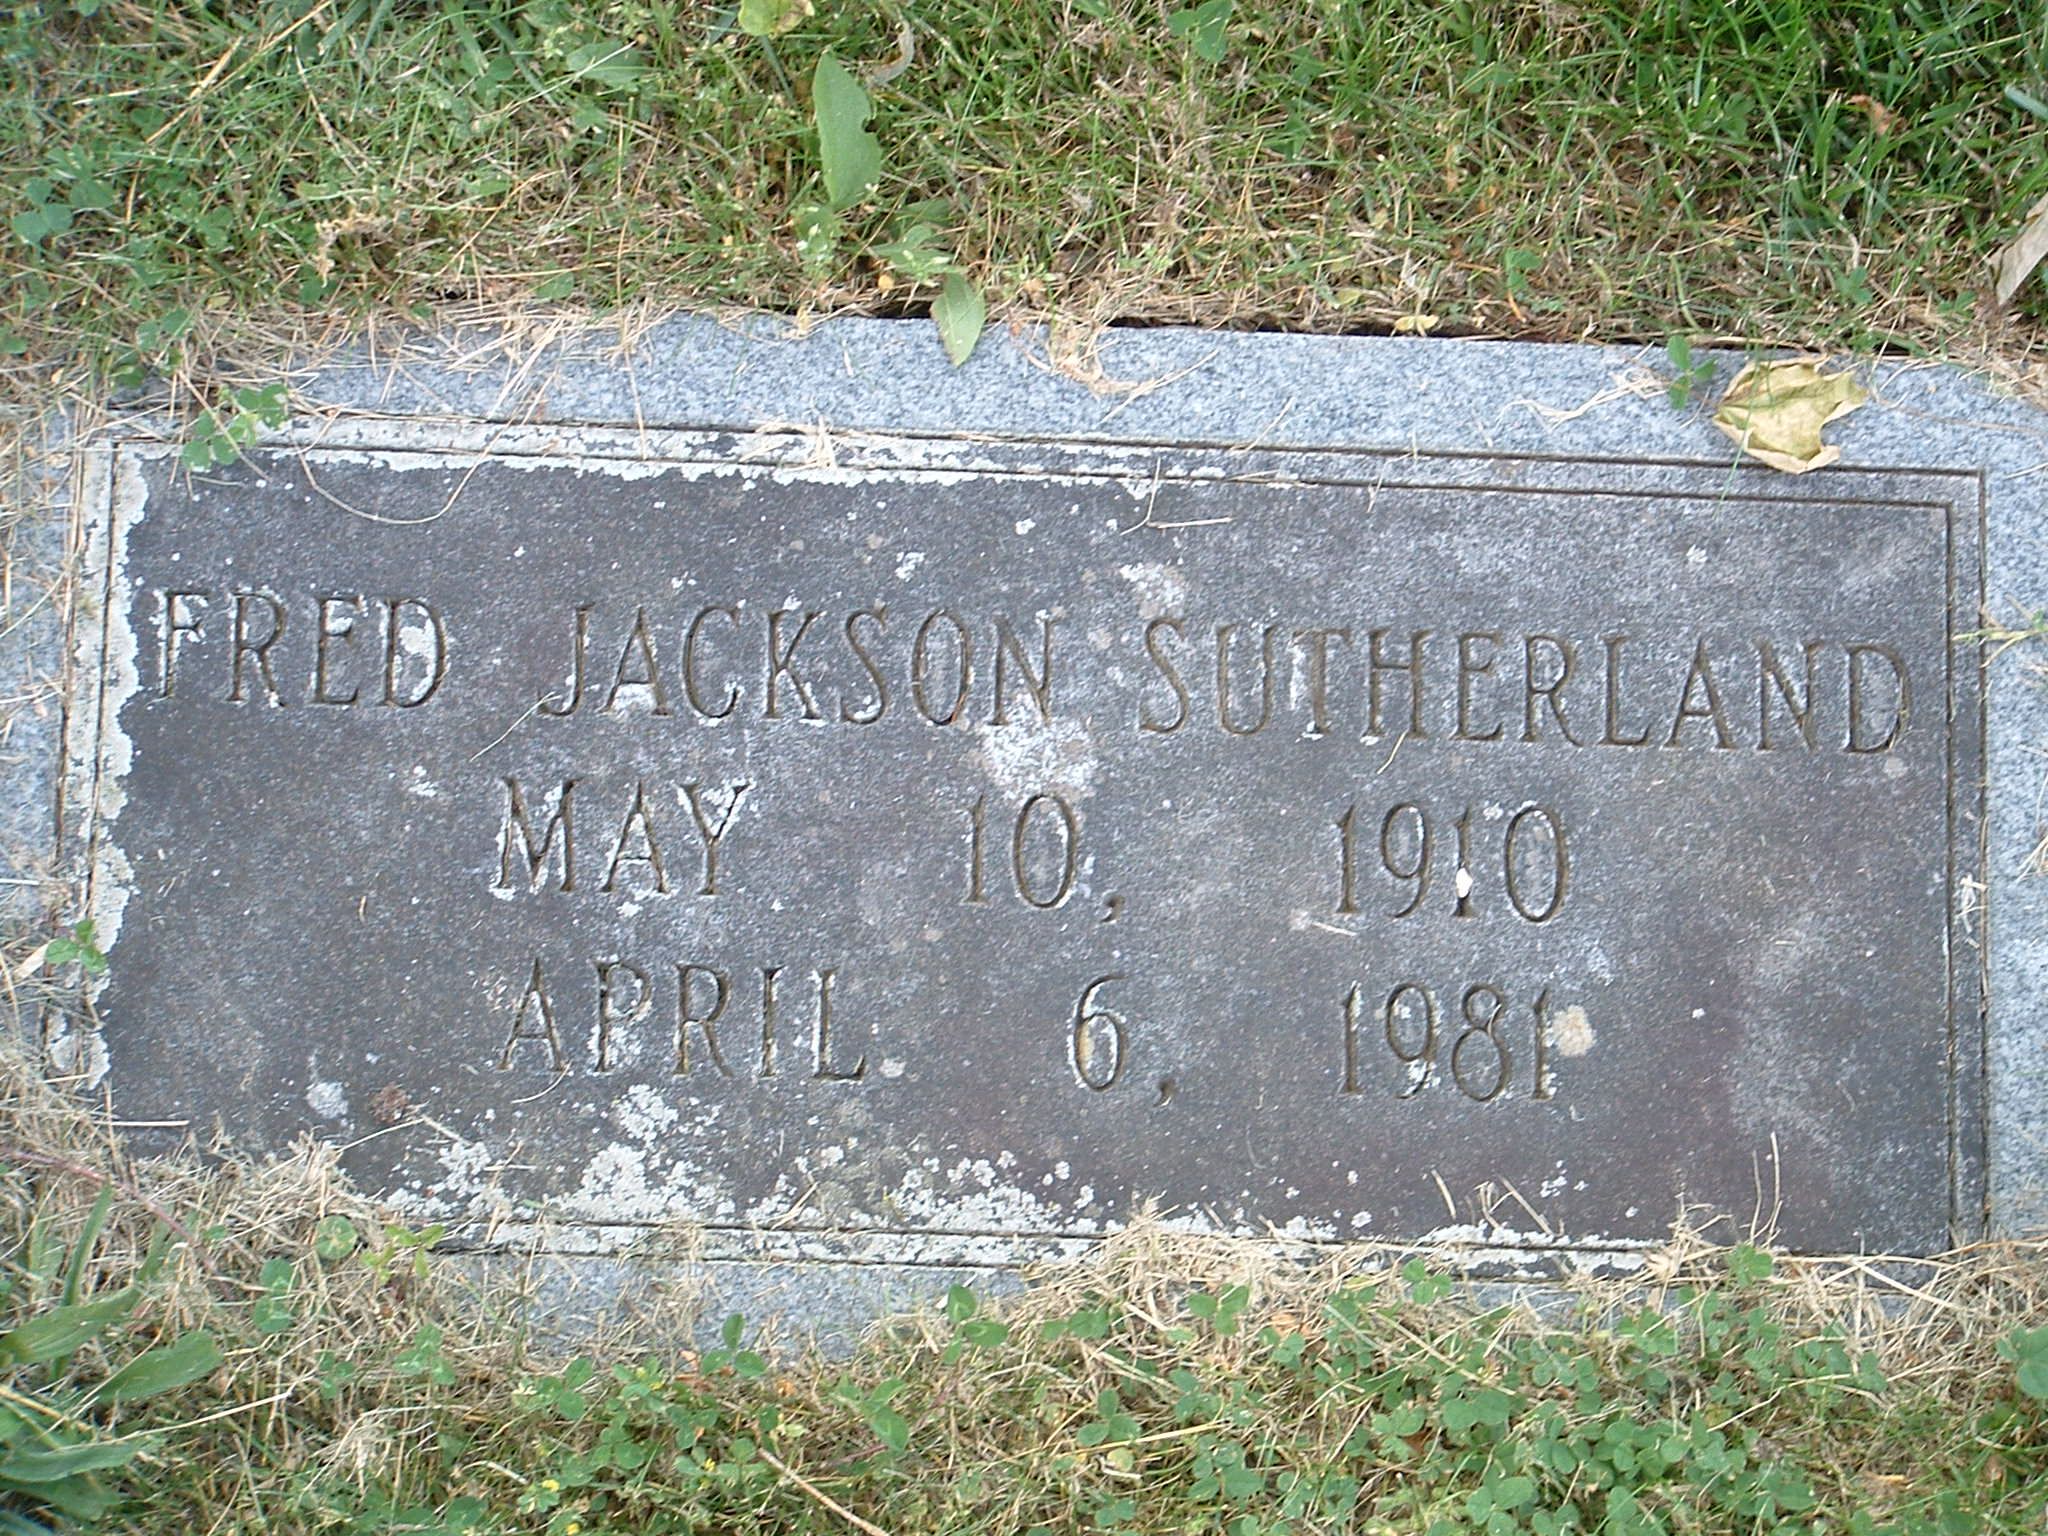 FRED JACKSON SUTHERLAND
MAY 10, 1910
APRIL 6, 1981